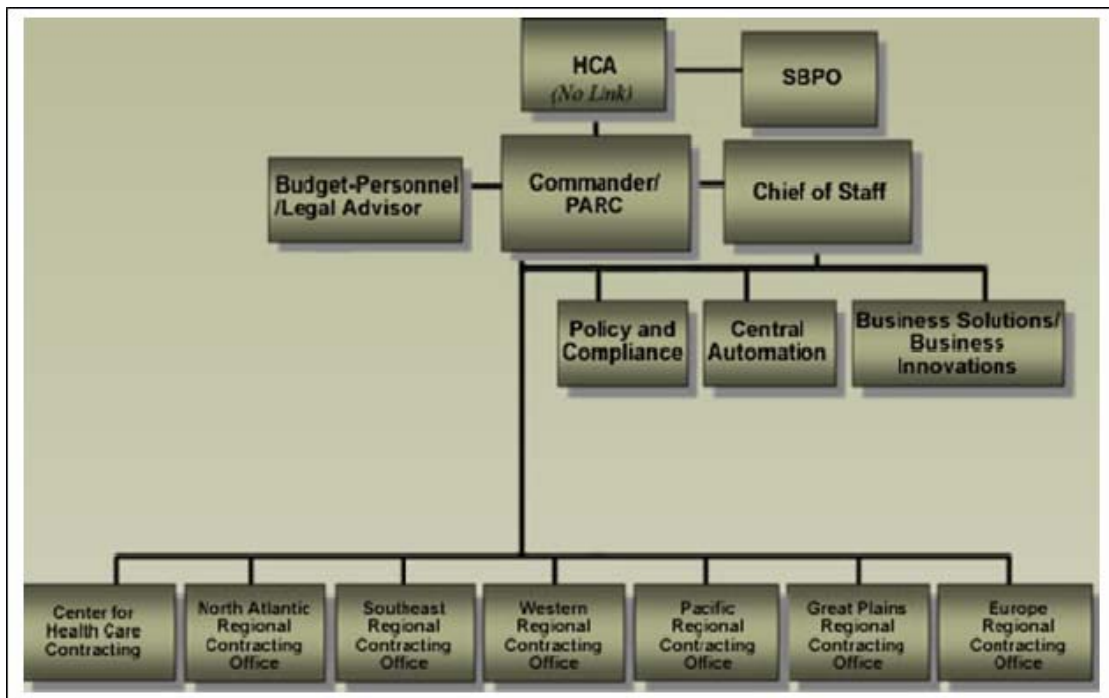 HCA
(No Link)
SBPO
Budget-Personnel
/Legal Advisor
Commander/
PARC
Chief of Staff
Policy and
Compliance
Central
Automation
Business Solutions/
Business
Innovations
Center for
Health Care
Contracting
North Atlantic
Regional
Contracting
Office
Southeast
Regional
Contracting
Office
Western
Regional
Contracting
Office
Pacific
Regional
Contracting
Office
Great Plains
Regional
Contracting
Office
Europe
Regional
Contracting
Office